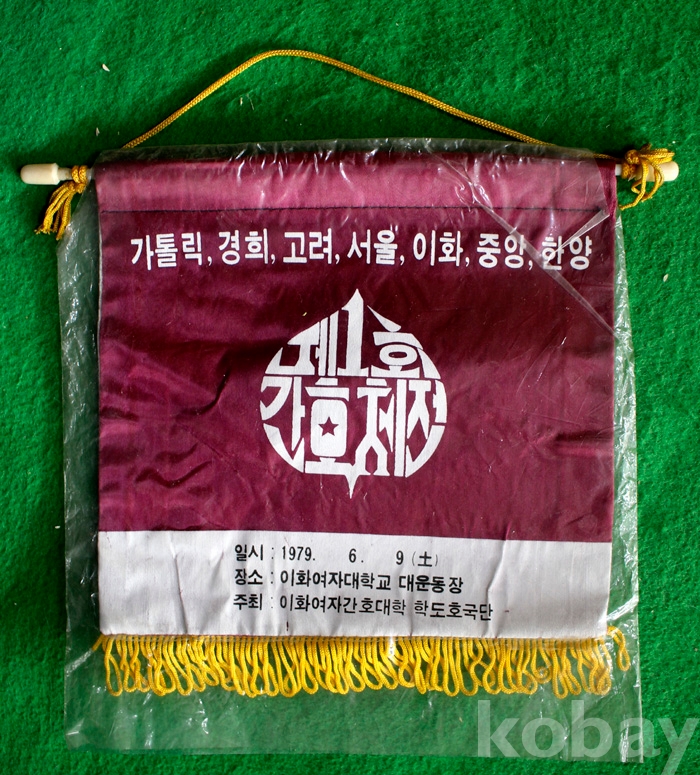 가톨릭, 경희, 고려, 서울, 이화, 중앙, 한양
제1회
간호체전
일시 : 1979. 6. 9 (土)
장소 : 이화여자대학교 대운동장
주최 : 이화여자간호대학 학도호국단
kobay